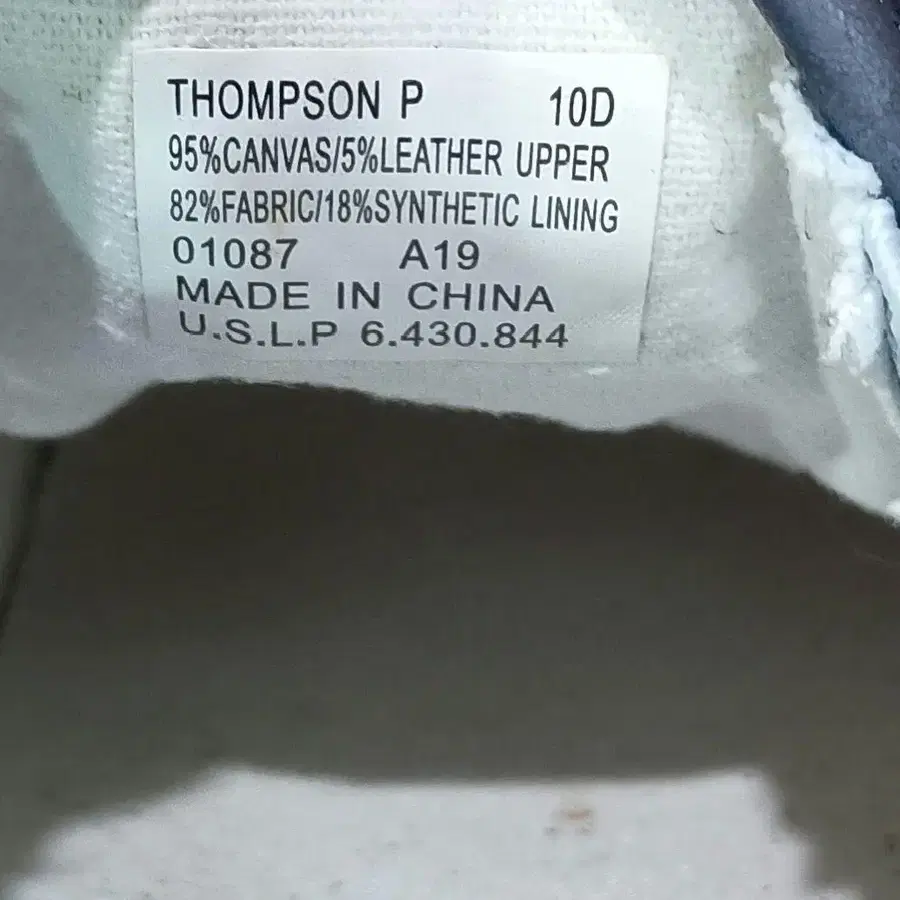 THOMPSON P 10D
95%CANVAS/5%LEATHER UPPER
82%FABRIC/18%SYNTHETIC LINING
01087 A19
MADE IN CHINA
U.S.L.P 6.430.844